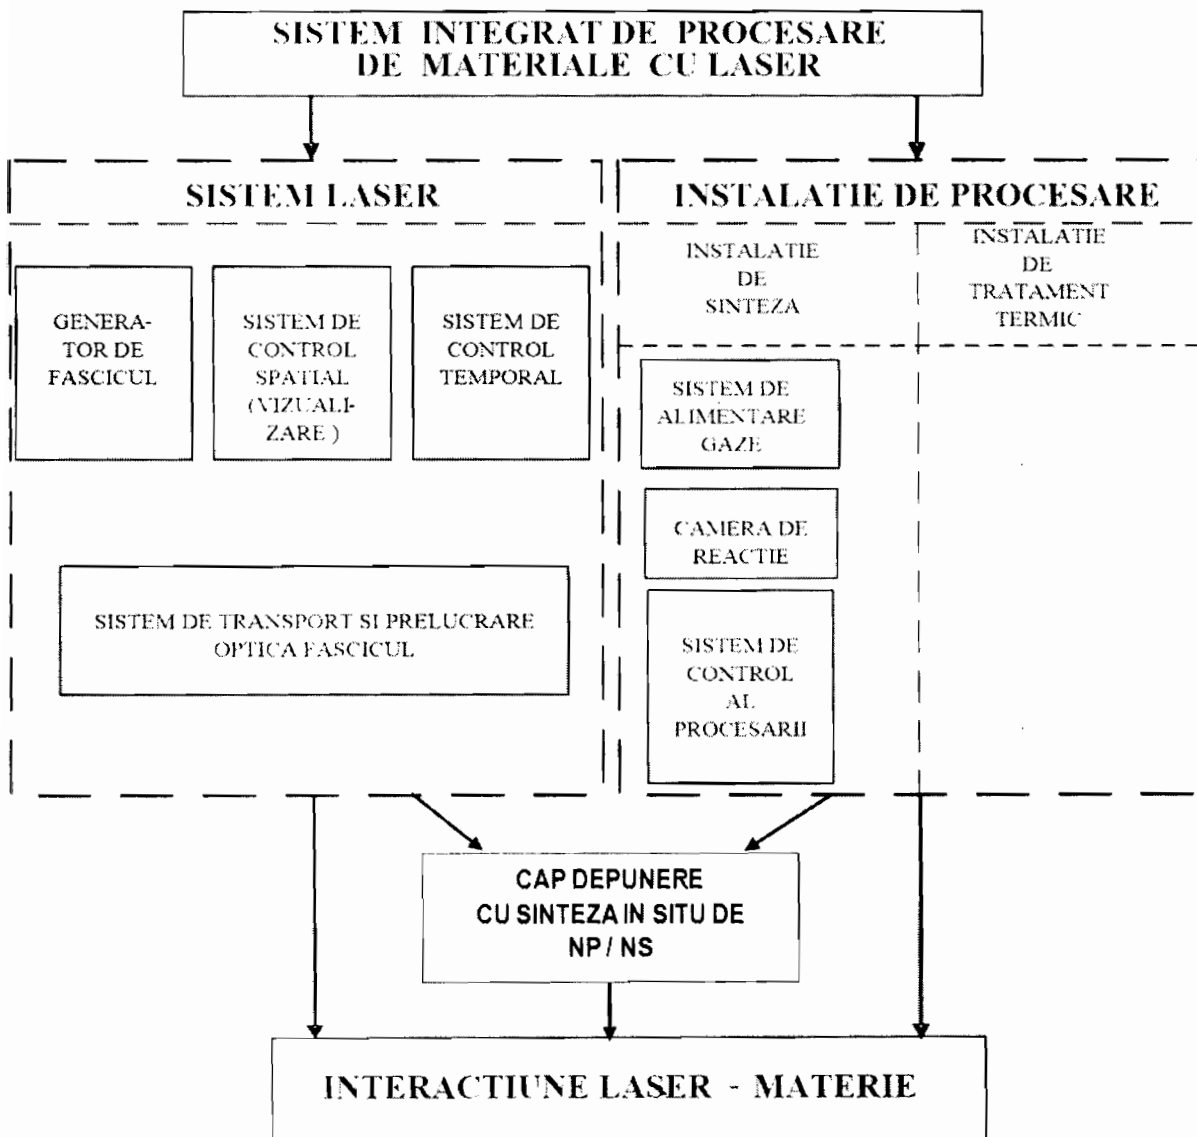 SISTEM INTEGRAT DE PROCESARE
DE MATERIALE CU LASER
SISTEM LASER
GENERA-
TOR DE
FASCICUL
SISTEM DE
CONTROL
SPATIAL
(VIZUALI-
ZARE )
SISTEM DE
CONTROL
TEMPORAL
SISTEM DE TRANSPORT SI PRELUCRARE
OPTICA FASCICUL
INSTALATIE DE PROCESARE
INSTALATIE
DE
SINTEZA
INSTALATIE
DE
TRATAMENT
TERMIC
SISTEM DE
ALIMENTARE
GAZE
CAMERA DE
REACTIE
SISTEM DE
CONTROL
AL
PROCESARII
CAP DEPUNERE
CU SINTEZA IN SITU DE
NP / NS
INTERACTIUNE LASER - MATERIE